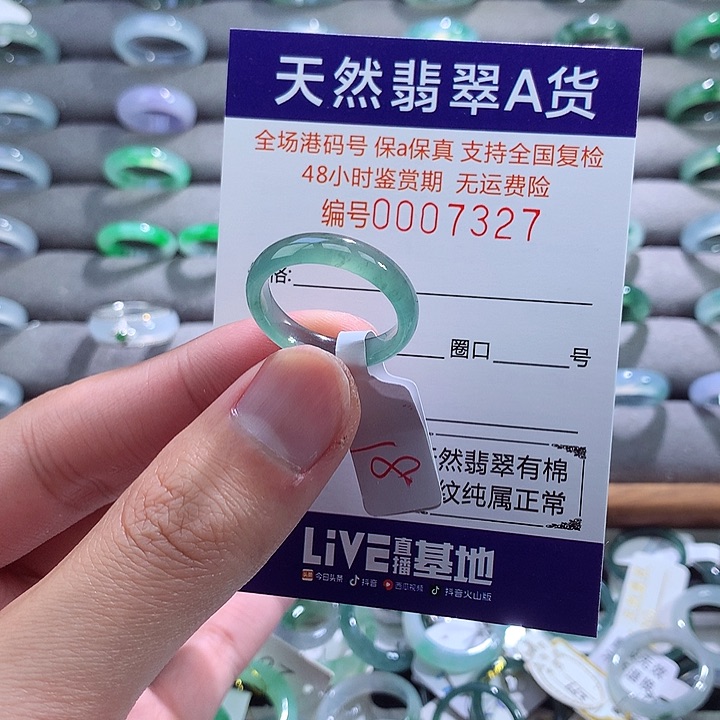 天然翡翠A货
全场港码号 保a保真 支持全国复检
48小时鉴赏期 无运费险
编号0007327
格:
圈口 号
18
然翡翠有棉
纹纯属正常
LiVE直播基地
今日头条 抖音 西瓜视频 抖音火山版